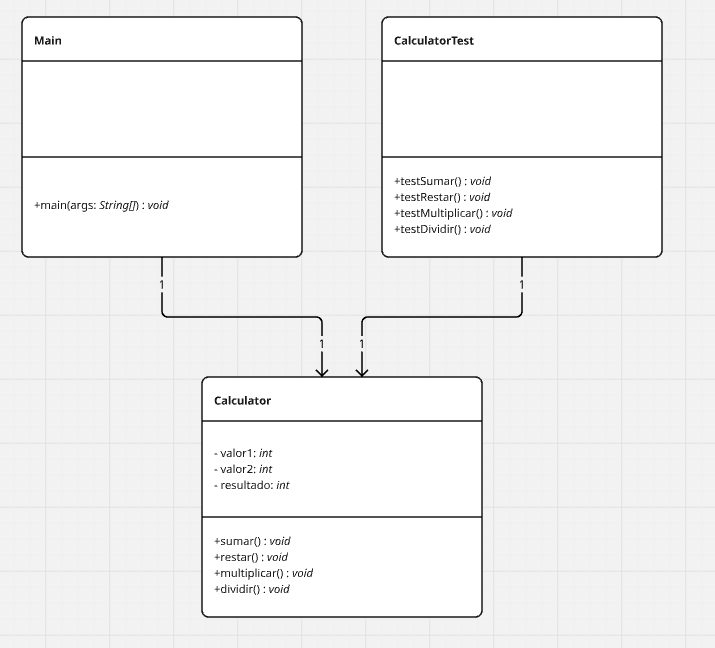 Main
+main(args: String[]) : void
CalculatorTest
+testSumar() : void
+testRestar() : void
+testMultiplicar() : void
+testDividir() : void
1
1
1
1
Calculator
- valor1: int
- valor2: int
- resultado: int
+sumar() : void
+restar() : void
+multiplicar() : void
+dividir() : void